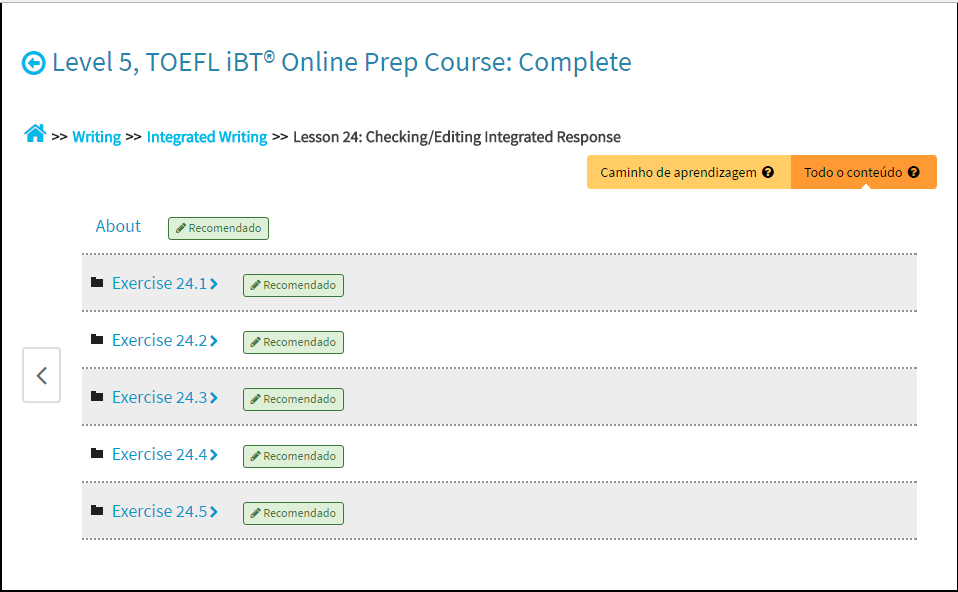 Level 5, TOEFL iBT® Online Prep Course: Complete
>> Writing >> Integrated Writing >> Lesson 24: Checking/Editing Integrated Response
Caminho de aprendizagem ? Todo o conteúdo ?
About Recomendado
Exercise 24.1 Recomendado
Exercise 24.2 Recomendado
Exercise 24.3 Recomendado
Exercise 24.4 Recomendado
Exercise 24.5 Recomendado